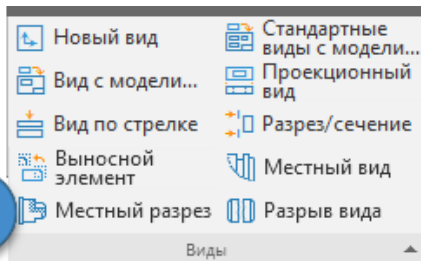 Новый вид
Стандартные
виды с модели...
Вид с модели...
Проекционный
вид
Вид по стрелке
Разрез/сечение
Выносной
элемент
Местный вид
Местный разрез
Разрыв вида
Виды